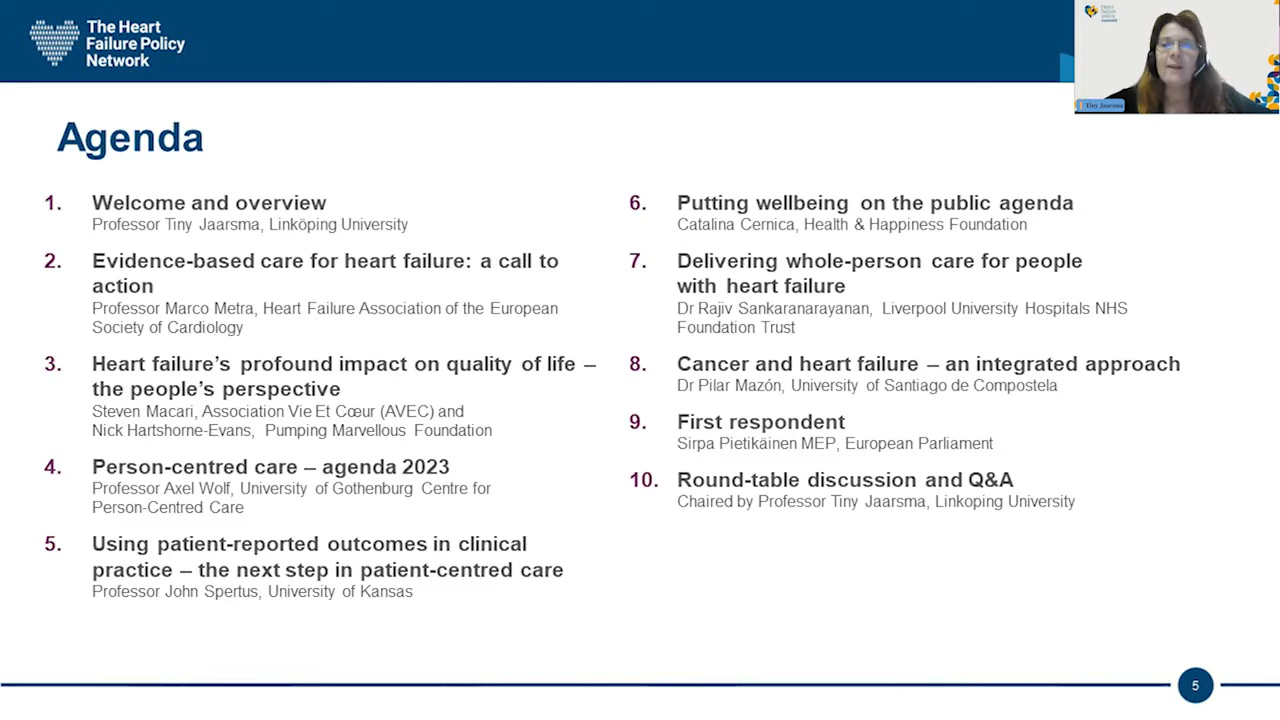 The Heart
Failure Policy
Network
Heart
failure
policy
summit
Tiny Jaarsma
Agenda
1. Welcome and overview
Professor Tiny Jaarsma, Linköping University
2. Evidence-based care for heart failure: a call to
action
Professor Marco Metra, Heart Failure Association of the European
Society of Cardiology
3. Heart failure’s profound impact on quality of life –
the people’s perspective
Steven Macari, Association Vie Et Cœur (AVEC) and
Nick Hartshorne-Evans, Pumping Marvellous Foundation
4. Person-centred care – agenda 2023
Professor Axel Wolf, University of Gothenburg Centre for
Person-Centred Care
5. Using patient-reported outcomes in clinical
practice – the next step in patient-centred care
Professor John Spertus, University of Kansas
6. Putting wellbeing on the public agenda
Catalina Cernica, Health & Happiness Foundation
7. Delivering whole-person care for people
with heart failure
Dr Rajiv Sankaranarayanan, Liverpool University Hospitals NHS
Foundation Trust
8. Cancer and heart failure – an integrated approach
Dr Pilar Mazón, University of Santiago de Compostela
9. First respondent
Sirpa Pietikäinen MEP, European Parliament
10. Round-table discussion and Q&A
Chaired by Professor Tiny Jaarsma, Linkoping University
5